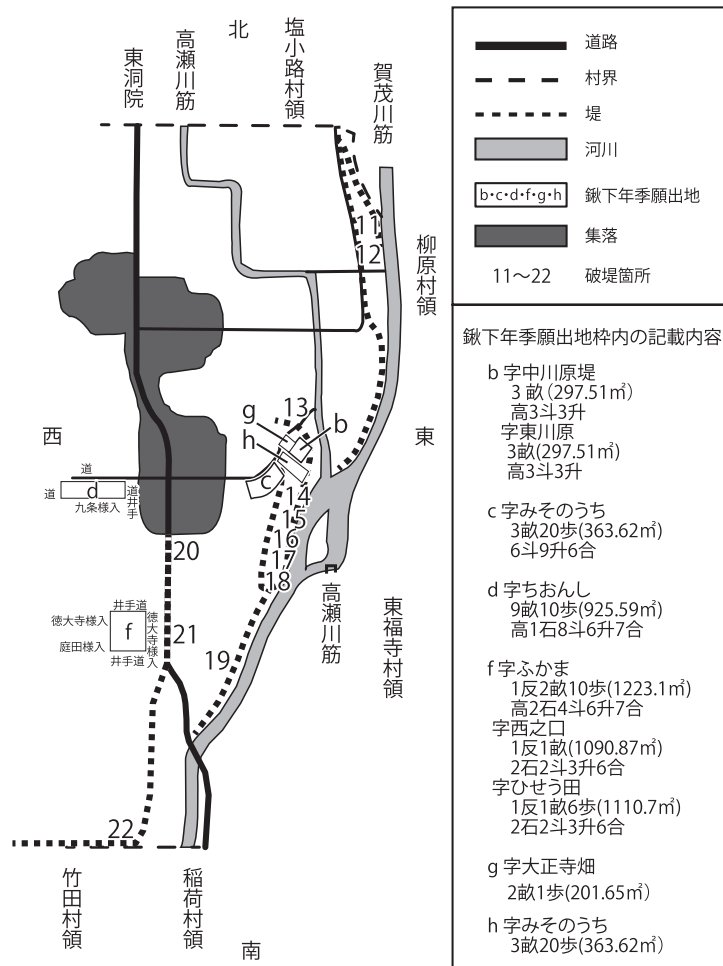 北
東洞院
高瀬川筋
塩小路村領
賀茂川筋
11
12
柳原村領
西
東
13
g
b
h
c
道
道
d
道井手
九条様入
14
15
16
17
18
20
21
19
高瀬川筋
東福寺村領
井手道
徳大寺様入
f
徳大寺様入
庭田様入
井手道
22
竹田村領
稲荷村領
南
道路
村界
堤
河川
b・c・d・f・g・h 鍬下年季願出地
集落
11〜22 破堤箇所
鍬下年季願出地枠内の記載内容
b 字中川原堤
3 畝(297.51㎡)
高3斗3升
字東川原
3畝(297.51㎡)
高3斗3升
c 字みそのうち
3畝20歩(363.62㎡)
6斗9升6合
d 字ちおんし
9畝10歩(925.59㎡)
高1石8斗6升7合
f 字ふかま
1反2畝10歩(1223.1㎡)
高2石4斗6升7合
字西之口
1反1畝(1090.87㎡)
2石2斗3升6合
字ひせう田
1反1畝6歩(1110.7㎡)
2石2斗3升6合
g 字大正寺畑
2畝1歩(201.65㎡)
h 字みそのうち
3畝20歩(363.62㎡)